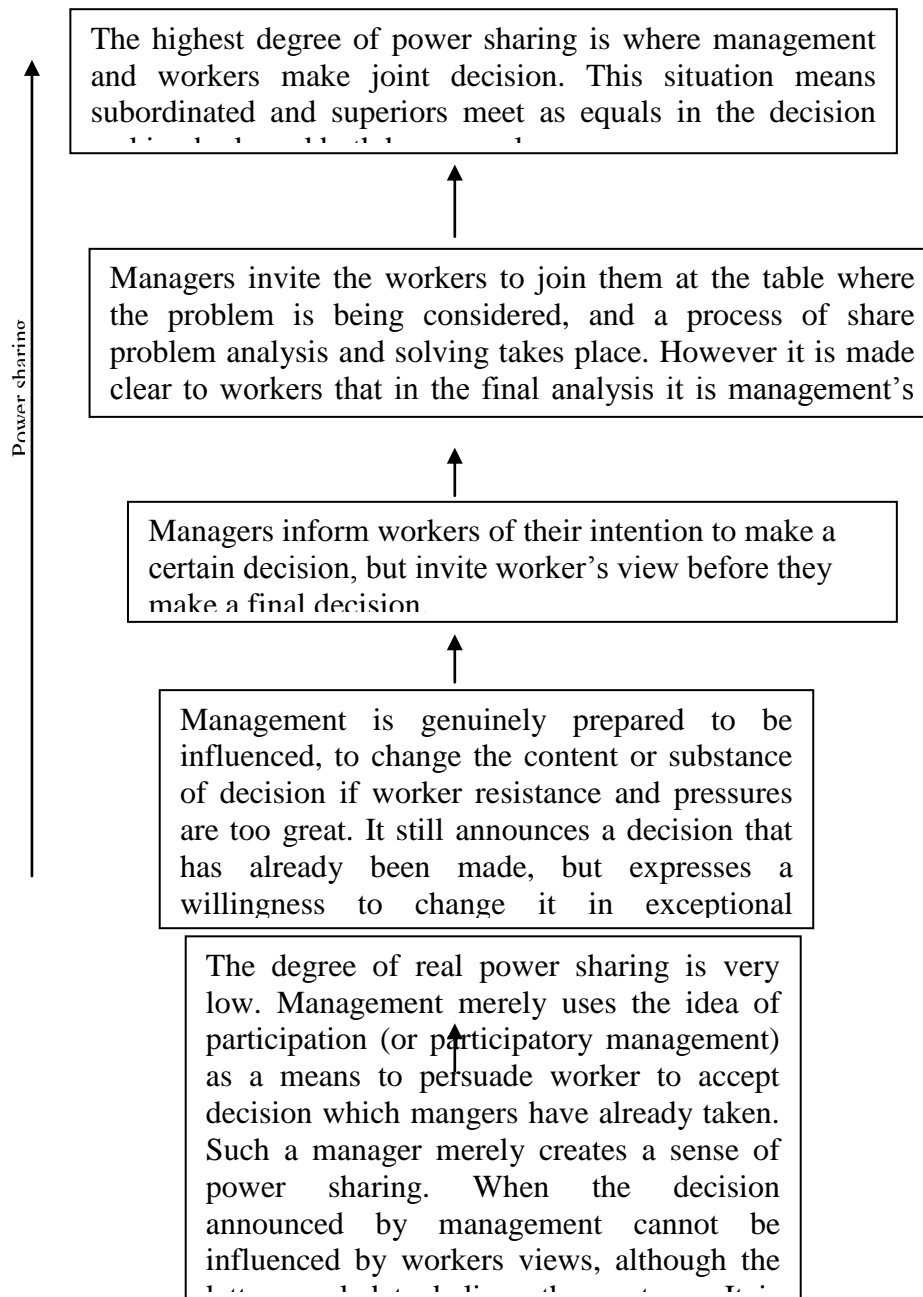 The highest degree of power sharing is where management
and workers make joint decision. This situation means
subordinated and superiors meet as equals in the decision
Managers invite the workers to join them at the table where
the problem is being considered, and a process of share
problem analysis and solving takes place. However it is made
clear to workers that in the final analysis it is management's
Power sharing
Managers inform workers of their intention to make a
certain decision, but invite worker's view before they
make a final decision.
Management is genuinely prepared to be
influenced, to change the content or substance
of decision if worker resistance and pressures
are too great. It still announces a decision that
has already been made, but expresses a
willingness to change it in exceptional
The degree of real power sharing is very
low. Management merely uses the idea of
participation (or participatory management)
as a means to persuade worker to accept
decision which mangers have already taken.
Such a manager merely creates a sense of
power sharing. When the decision
announced by management cannot be
influenced by workers views, although the